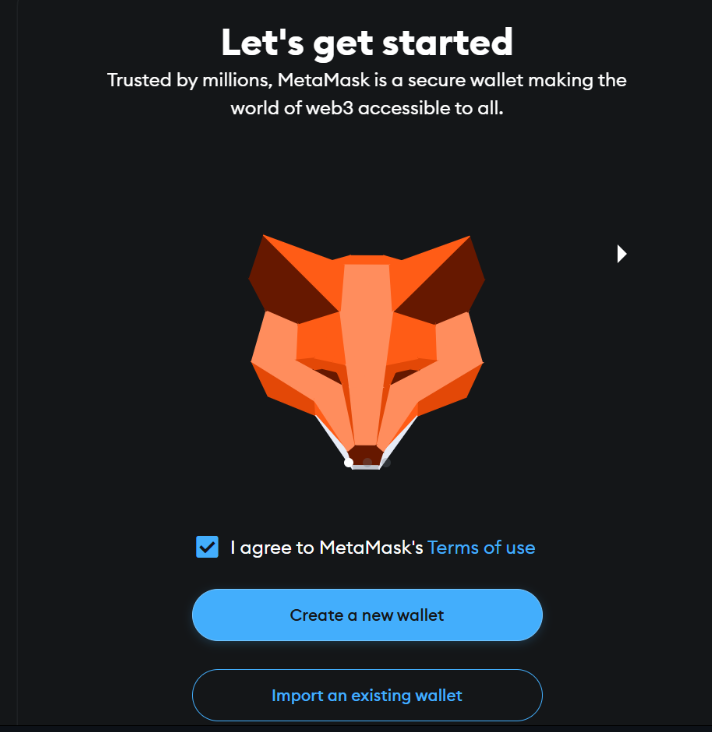 Let's get started
Trusted by millions, MetaMask is a secure wallet making the
world of web3 accessible to all.
I agree to MetaMask's Terms of use
Create a new wallet
Import an existing wallet